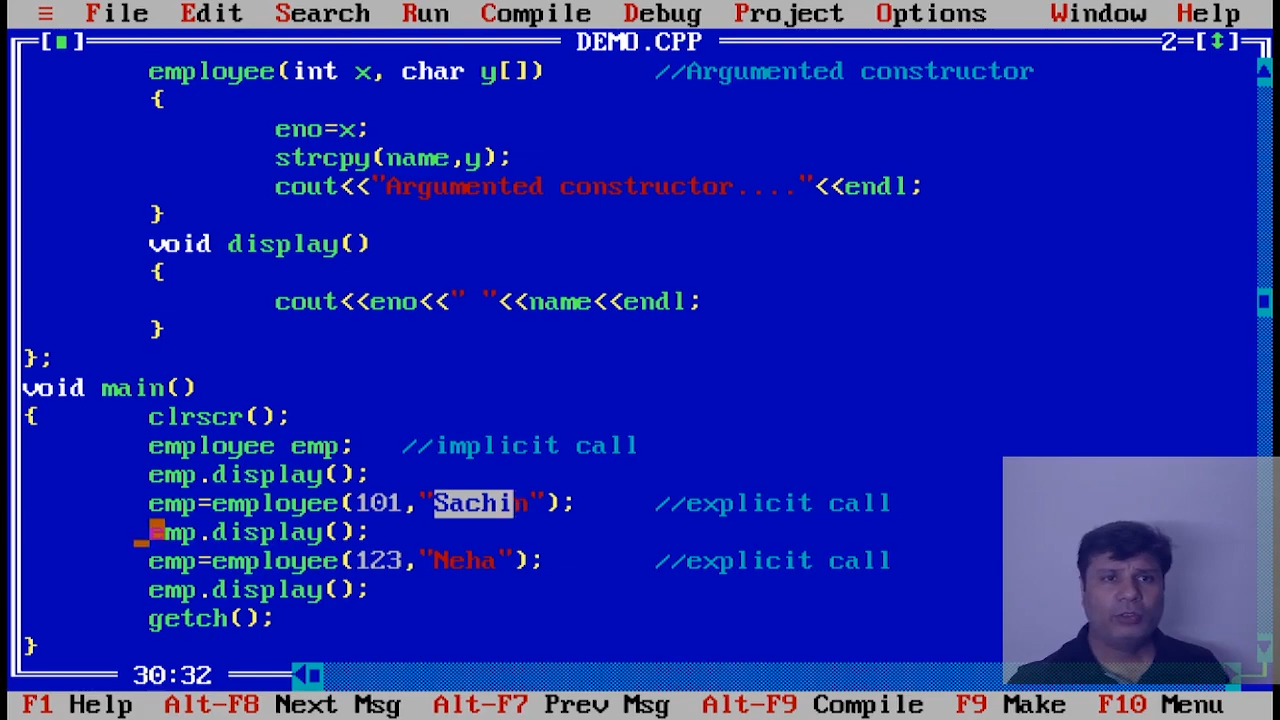 ≡ File Edit Search Run Compile Debug Project Options Window Help
[■] DEMO.CPP 2=[↕]
employee(int x, char y[]) //Argumented constructor
{
eno=x;
strcpy(name,y);
cout<<"Argumented constructor...."<<endl;
}
void display()
{
cout<<eno<<" "<<name<<endl;
}
};
void main()
{ clrscr();
employee emp; //implicit call
emp.display();
emp=employee(101,"Sachin"); //explicit call
emp.display();
emp=employee(123,"Neha"); //explicit call
emp.display();
getch();
}
30:32
F1 Help Alt-F8 Next Msg Alt-F7 Prev Msg Alt-F9 Compile F9 Make F10 Menu